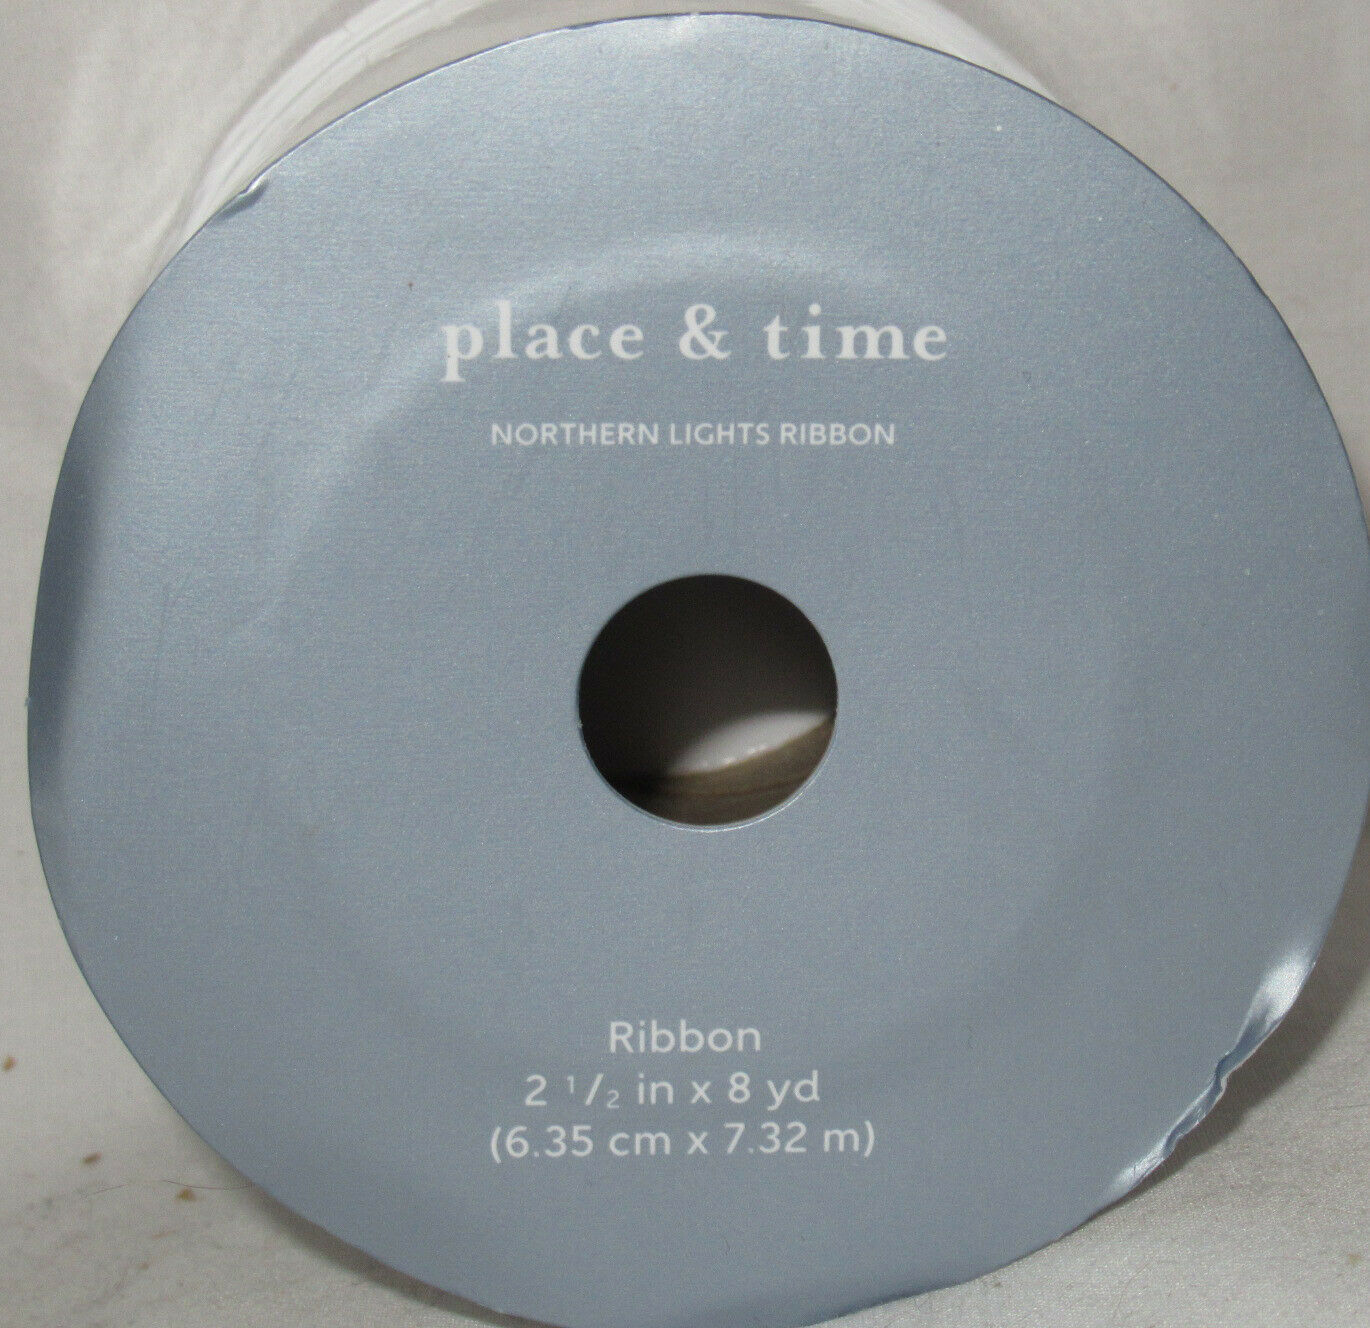 place & time
NORTHERN LIGHTS RIBBON
Ribbon
2 1/2 in x 8 yd
(6.35 cm x 7.32 m)